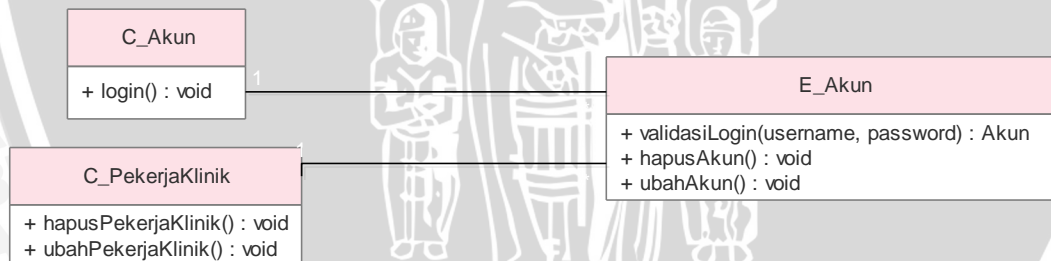 C_Akun
+ login() : void
1
E_Akun
+ validasiLogin(username, password) : Akun
+ hapusAkun() : void
+ ubahAkun() : void
1
C_PekerjaKlinik
+ hapusPekerjaKlinik() : void
+ ubahPekerjaKlinik() : void